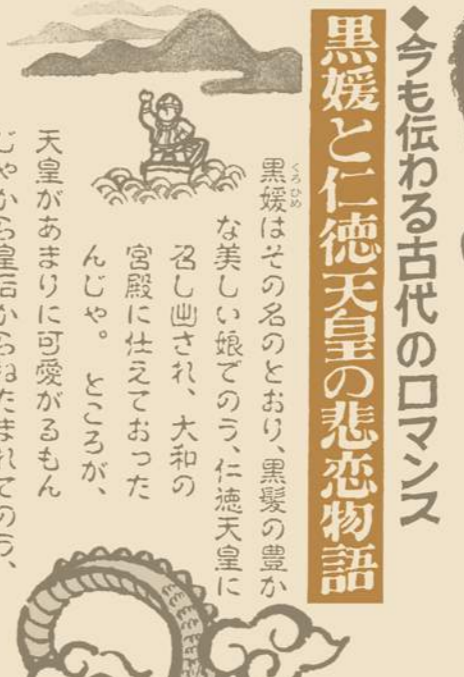 ◆今も伝わる古代のロマンス
黒媛と仁徳天皇の悲恋物語
黒媛はその名のとおり、黒髪の豊か
くろひめ
な美しい娘でのう、仁徳天皇に
召し出され、大和の
宮殿に仕えておった
んじゃ。ところが、
天皇があまりに可愛がるもん
じゃから皇后からねたまれてのう、